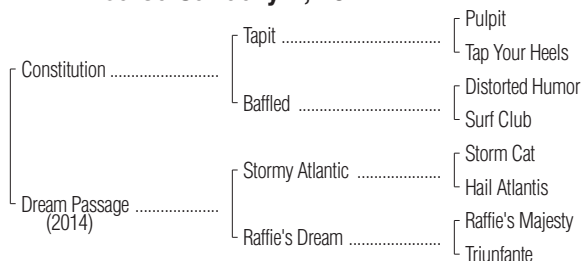 Pulpit
Tapit
Tap Your Heels
Constitution
Distorted Humor
Baffled
Surf Club
Storm Cat
Stormy Atlantic
Hail Atlantis
Dream Passage
(2014)
Raffie's Majesty
Raffie's Dream
Triunfante